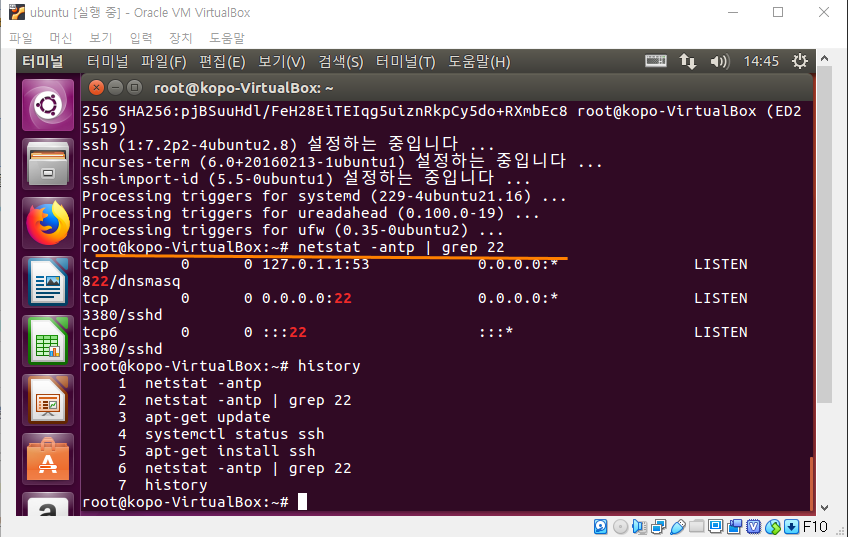 ubuntu [실행 중] - Oracle VM VirtualBox
파일 머신 보기 입력 장치 도움말
터미널 터미널 파일(F) 편집(E) 보기(V) 검색(S) 터미널(T) 도움말(H) 14:45
root@kopo-VirtualBox: ~
256 SHA256:pjBSuuHdl/FeH28EiTEIqg5uiznRkpCy5do+RXmbEc8 root@kopo-VirtualBox (ED2
5519)
ssh (1:7.2p2-4ubuntu2.8) 설정하는 중입니다 ...
ncurses-term (6.0+20160213-1ubuntu1) 설정하는 중입니다 ...
ssh-import-id (5.5-0ubuntu1) 설정하는 중입니다 ...
Processing triggers for systemd (229-4ubuntu21.16) ...
Processing triggers for ureadahead (0.100.0-19) ...
Processing triggers for ufw (0.35-0ubuntu2) ...
root@kopo-VirtualBox:~# netstat -antp | grep 22
tcp 0 0 127.0.1.1:53 0.0.0.0:* LISTEN
822/dnsmasq
tcp 0 0 0.0.0.0:22 0.0.0.0:* LISTEN
3380/sshd
tcp6 0 0 :::22 :::* LISTEN
3380/sshd
root@kopo-VirtualBox:~# history
1 netstat -antp
2 netstat -antp | grep 22
3 apt-get update
4 systemctl status ssh
5 apt-get install ssh
6 netstat -antp | grep 22
7 history
root@kopo-VirtualBox:~#
F10